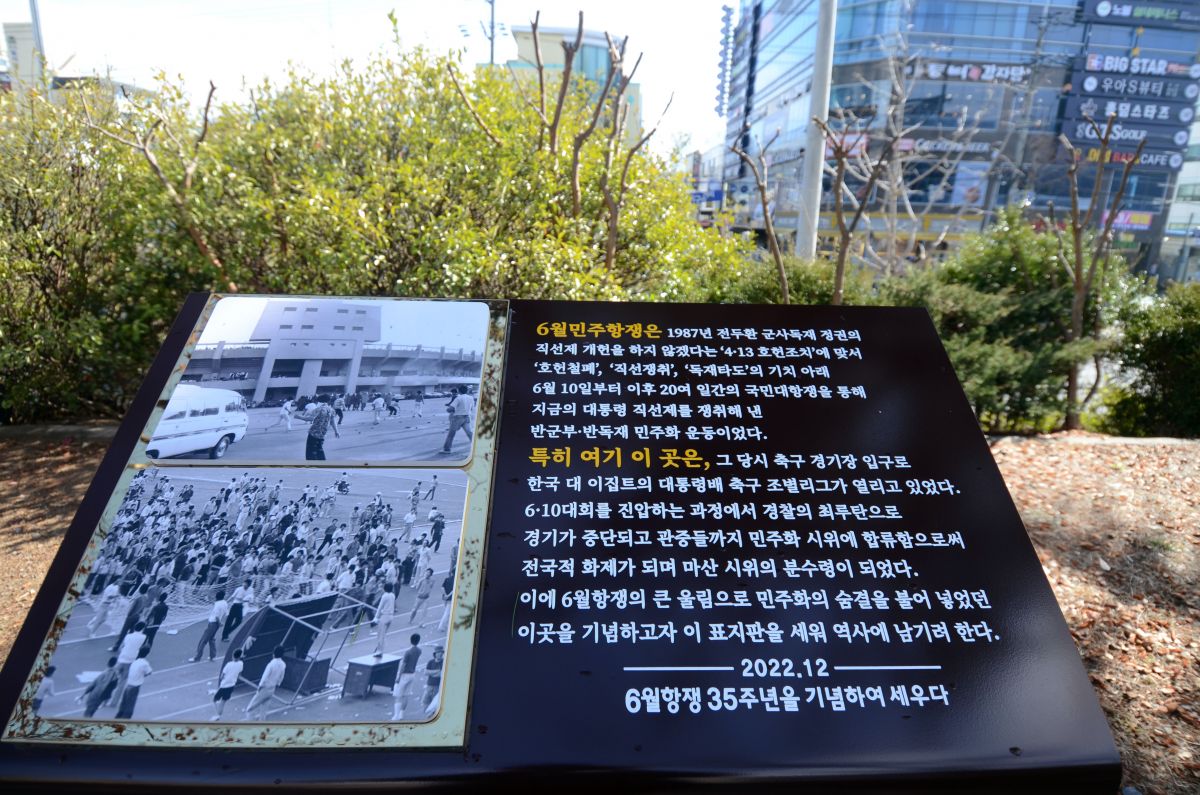 6월민주항쟁은 1987년 전두환 군사독재 정권의
직선제 개헌을 하지 않겠다는 '4·13 호헌조치'에 맞서
'호헌철폐', '직선쟁취', '독재타도'의 기치 아래
6월 10일부터 이후 20여 일간의 국민대항쟁을 통해
지금의 대통령 직선제를 쟁취해 낸
반군부·반독재 민주화 운동이었다.
특히 여기 이 곳은, 그 당시 축구 경기장 입구로
한국 대 이집트의 대통령배 축구 조별리그가 열리고 있었다.
6·10대회를 진압하는 과정에서 경찰의 최루탄으로
경기가 중단되고 관중들까지 민주화 시위에 합류함으로써
전국적 화제가 되며 마산 시위의 분수령이 되었다.
이에 6월항쟁의 큰 울림으로 민주화의 숨결을 불어 넣었던
이곳을 기념하고자 이 표지판을 세워 역사에 남기려 한다.
2022.12
6월항쟁 35주년을 기념하여 세우다
BIG STAR
우아S뷰티
폴덤스타즈
GOLF
CAFE